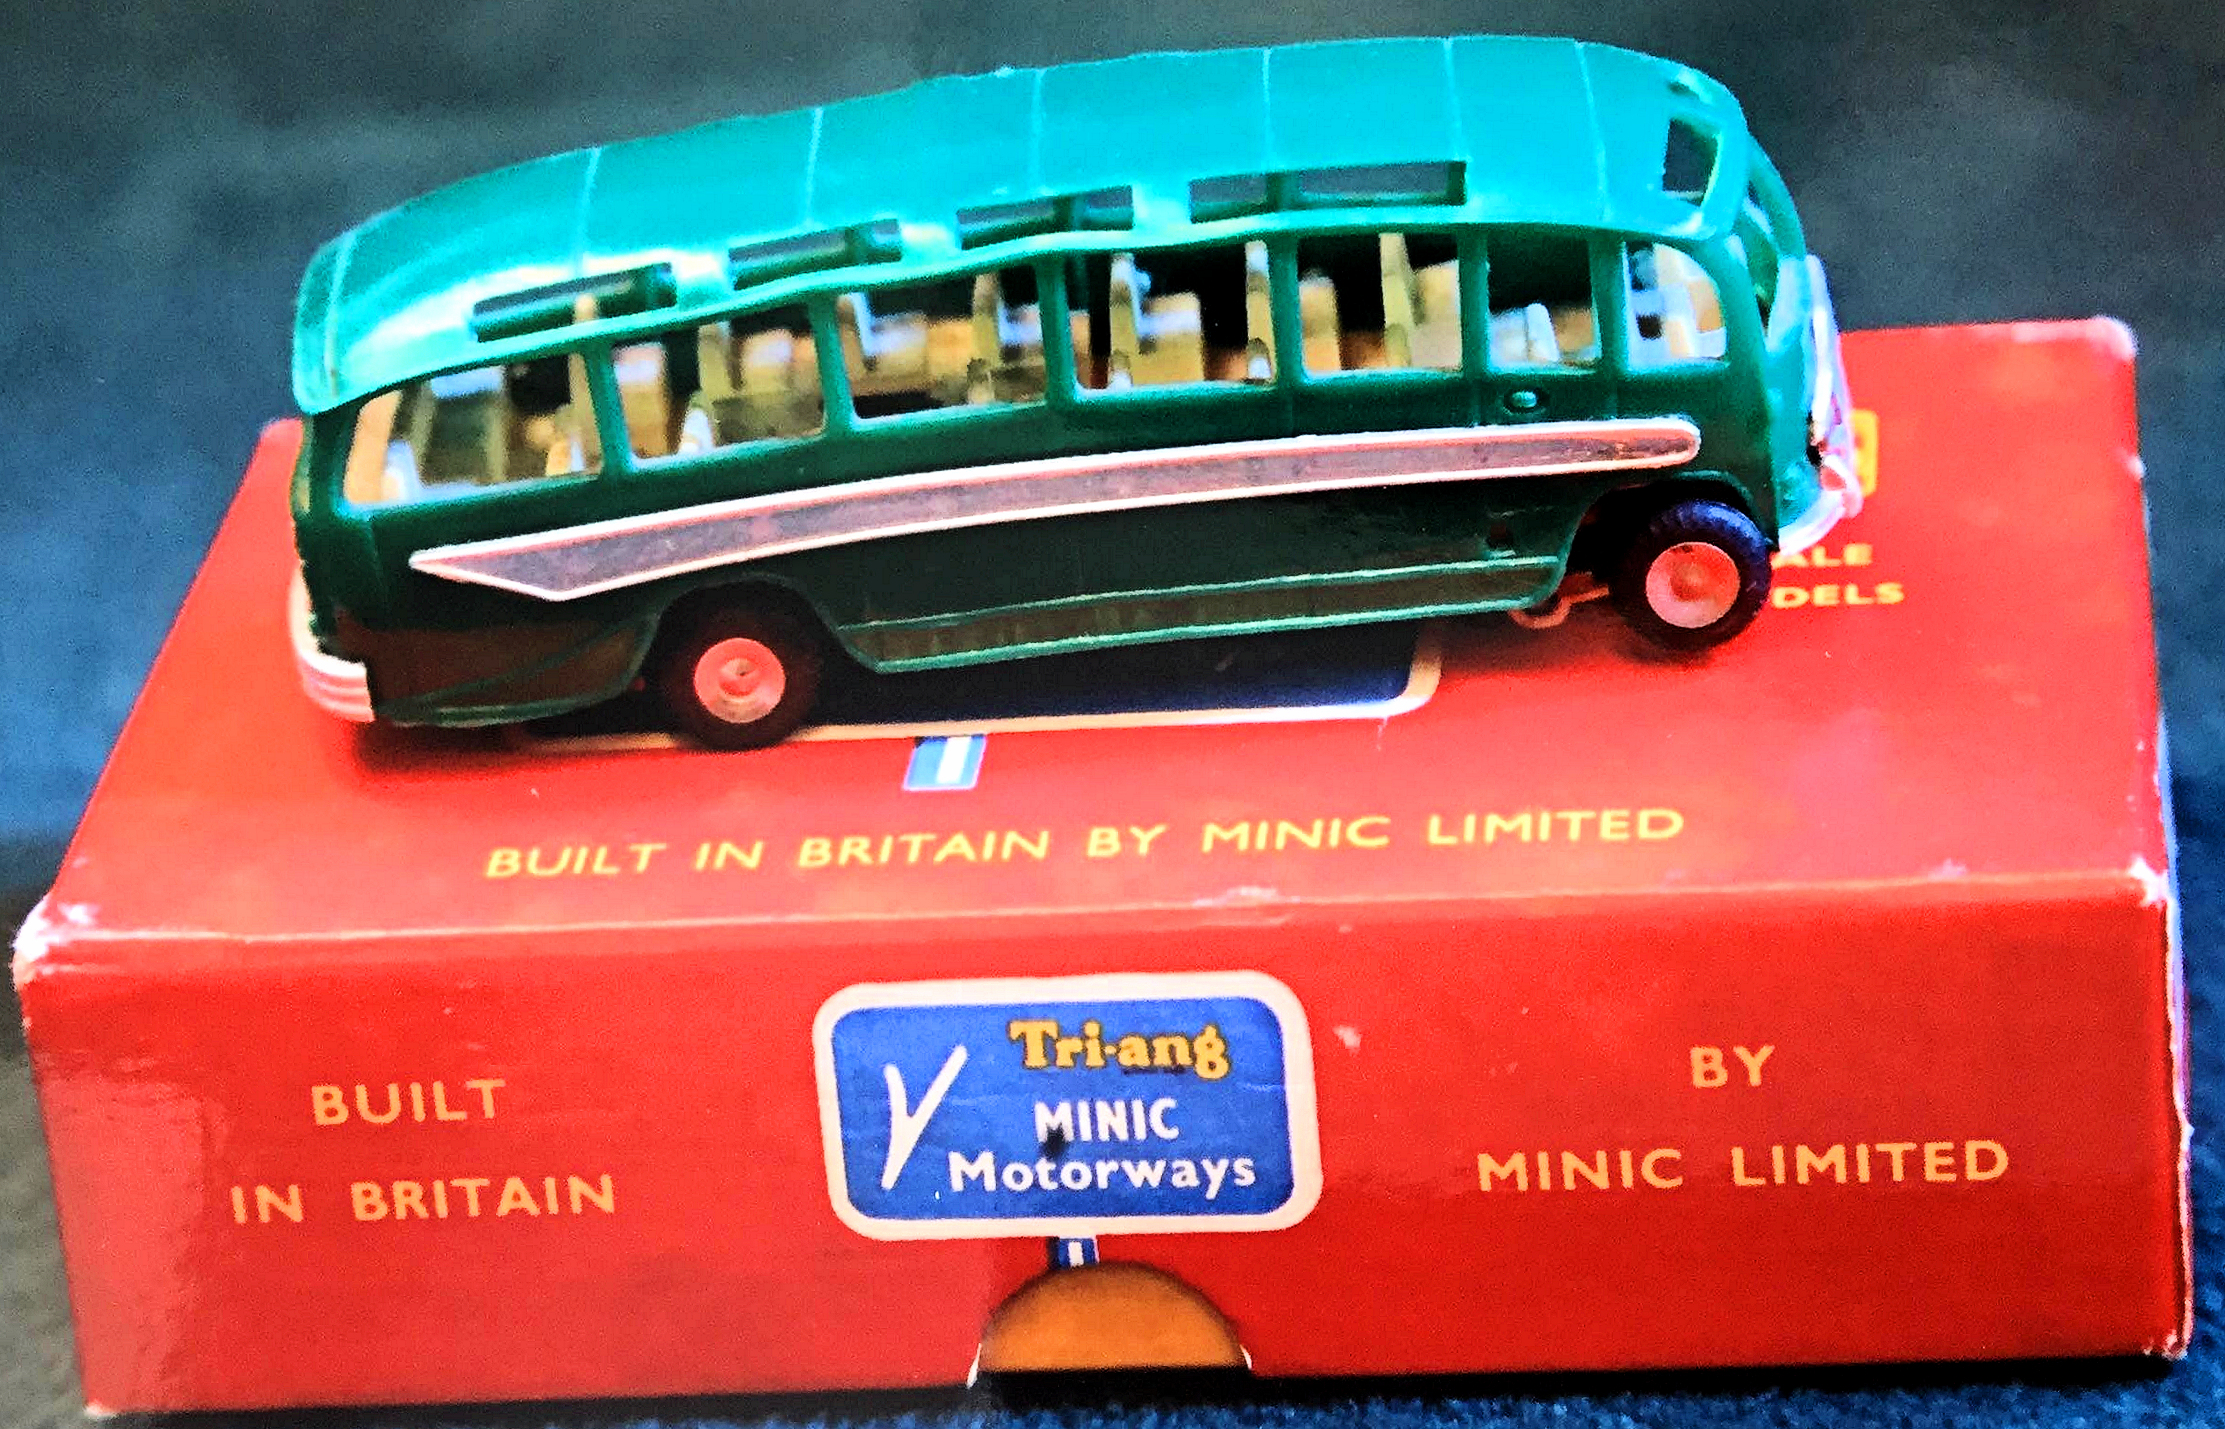 BUILT IN BRITAIN BY MINIC LIMITED
BUILT
IN BRITAIN
Tri-ang
MINIC
Motorways
BY
MINIC LIMITED